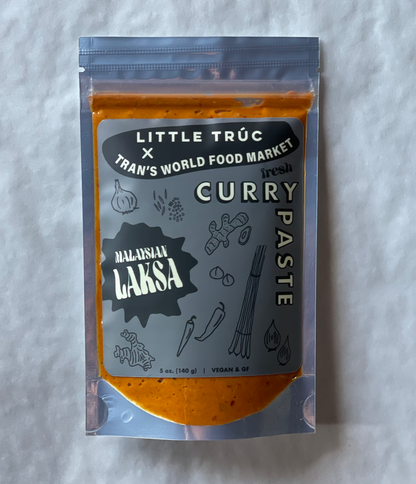 LITTLE TRÚC
X
TRAN'S WORLD FOOD MARKET
fresh
CURRY
PASTE
MALAYSIAN
LAKSA
5 oz. (140 g) | VEGAN & GF